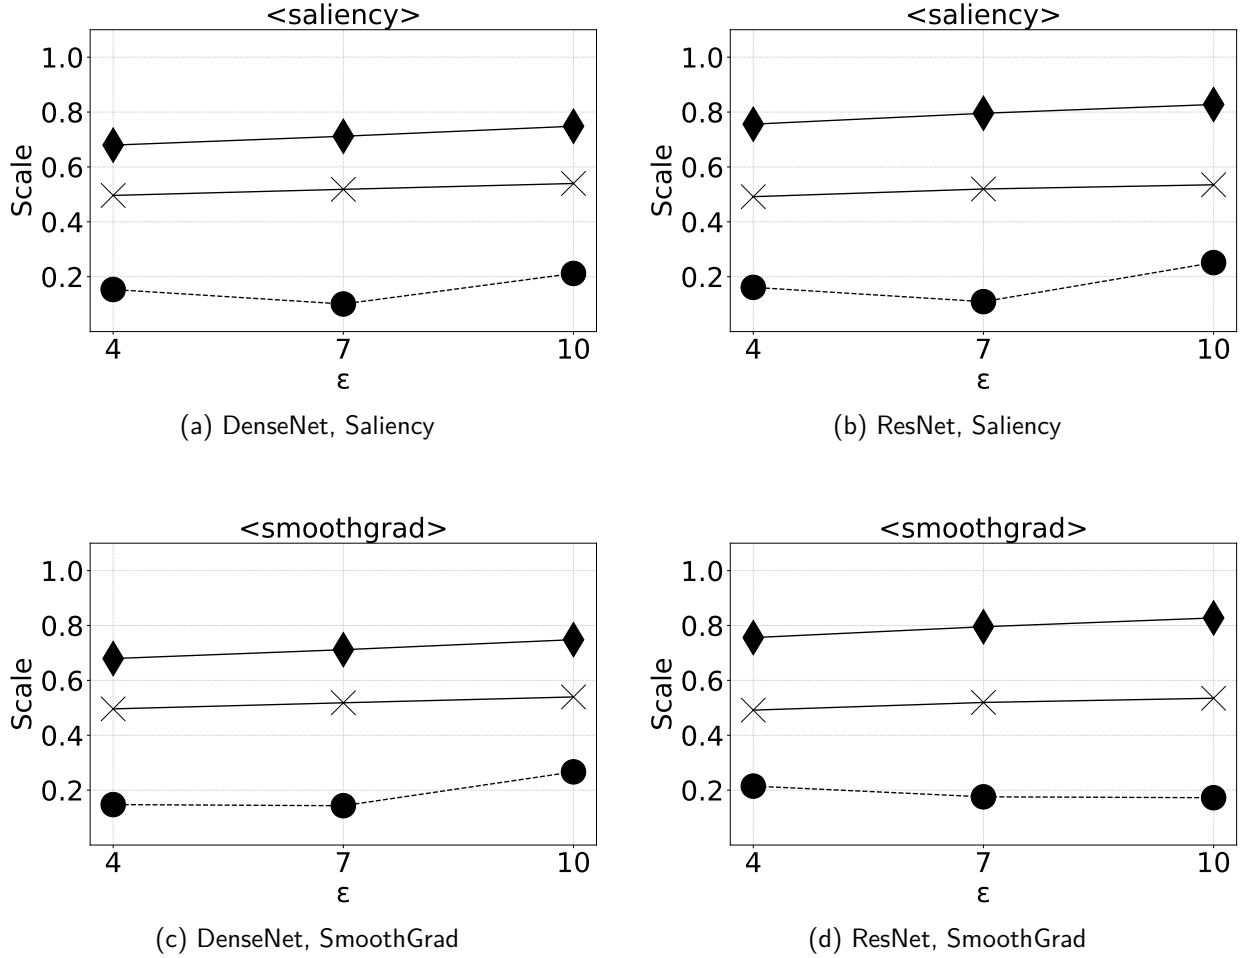 <saliency>
1.0
0.8
0.6
0.4
0.2
Scale
4 7 10
ε
(a) DenseNet, Saliency
<saliency>
1.0
0.8
0.6
0.4
0.2
Scale
4 7 10
ε
(b) ResNet, Saliency
<smoothgrad>
1.0
0.8
0.6
0.4
0.2
Scale
4 7 10
ε
(c) DenseNet, SmoothGrad
<smoothgrad>
1.0
0.8
0.6
0.4
0.2
Scale
4 7 10
ε
(d) ResNet, SmoothGrad